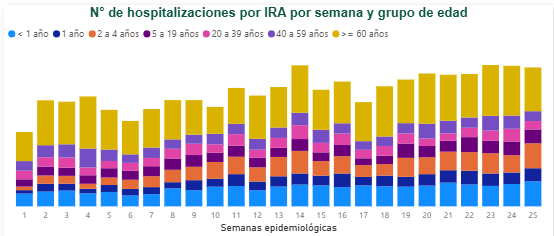 N° de hospitalizaciones por IRA por semana y grupo de edad
< 1 año 1 año 2 a 4 años 5 a 19 años 20 a 39 años 40 a 59 años >= 60 años
1 2 3 4 5 6 7 8 9 10 11 12 13 14 15 16 17 18 19 20 21 22 23 24 25
Semanas epidemiológicas